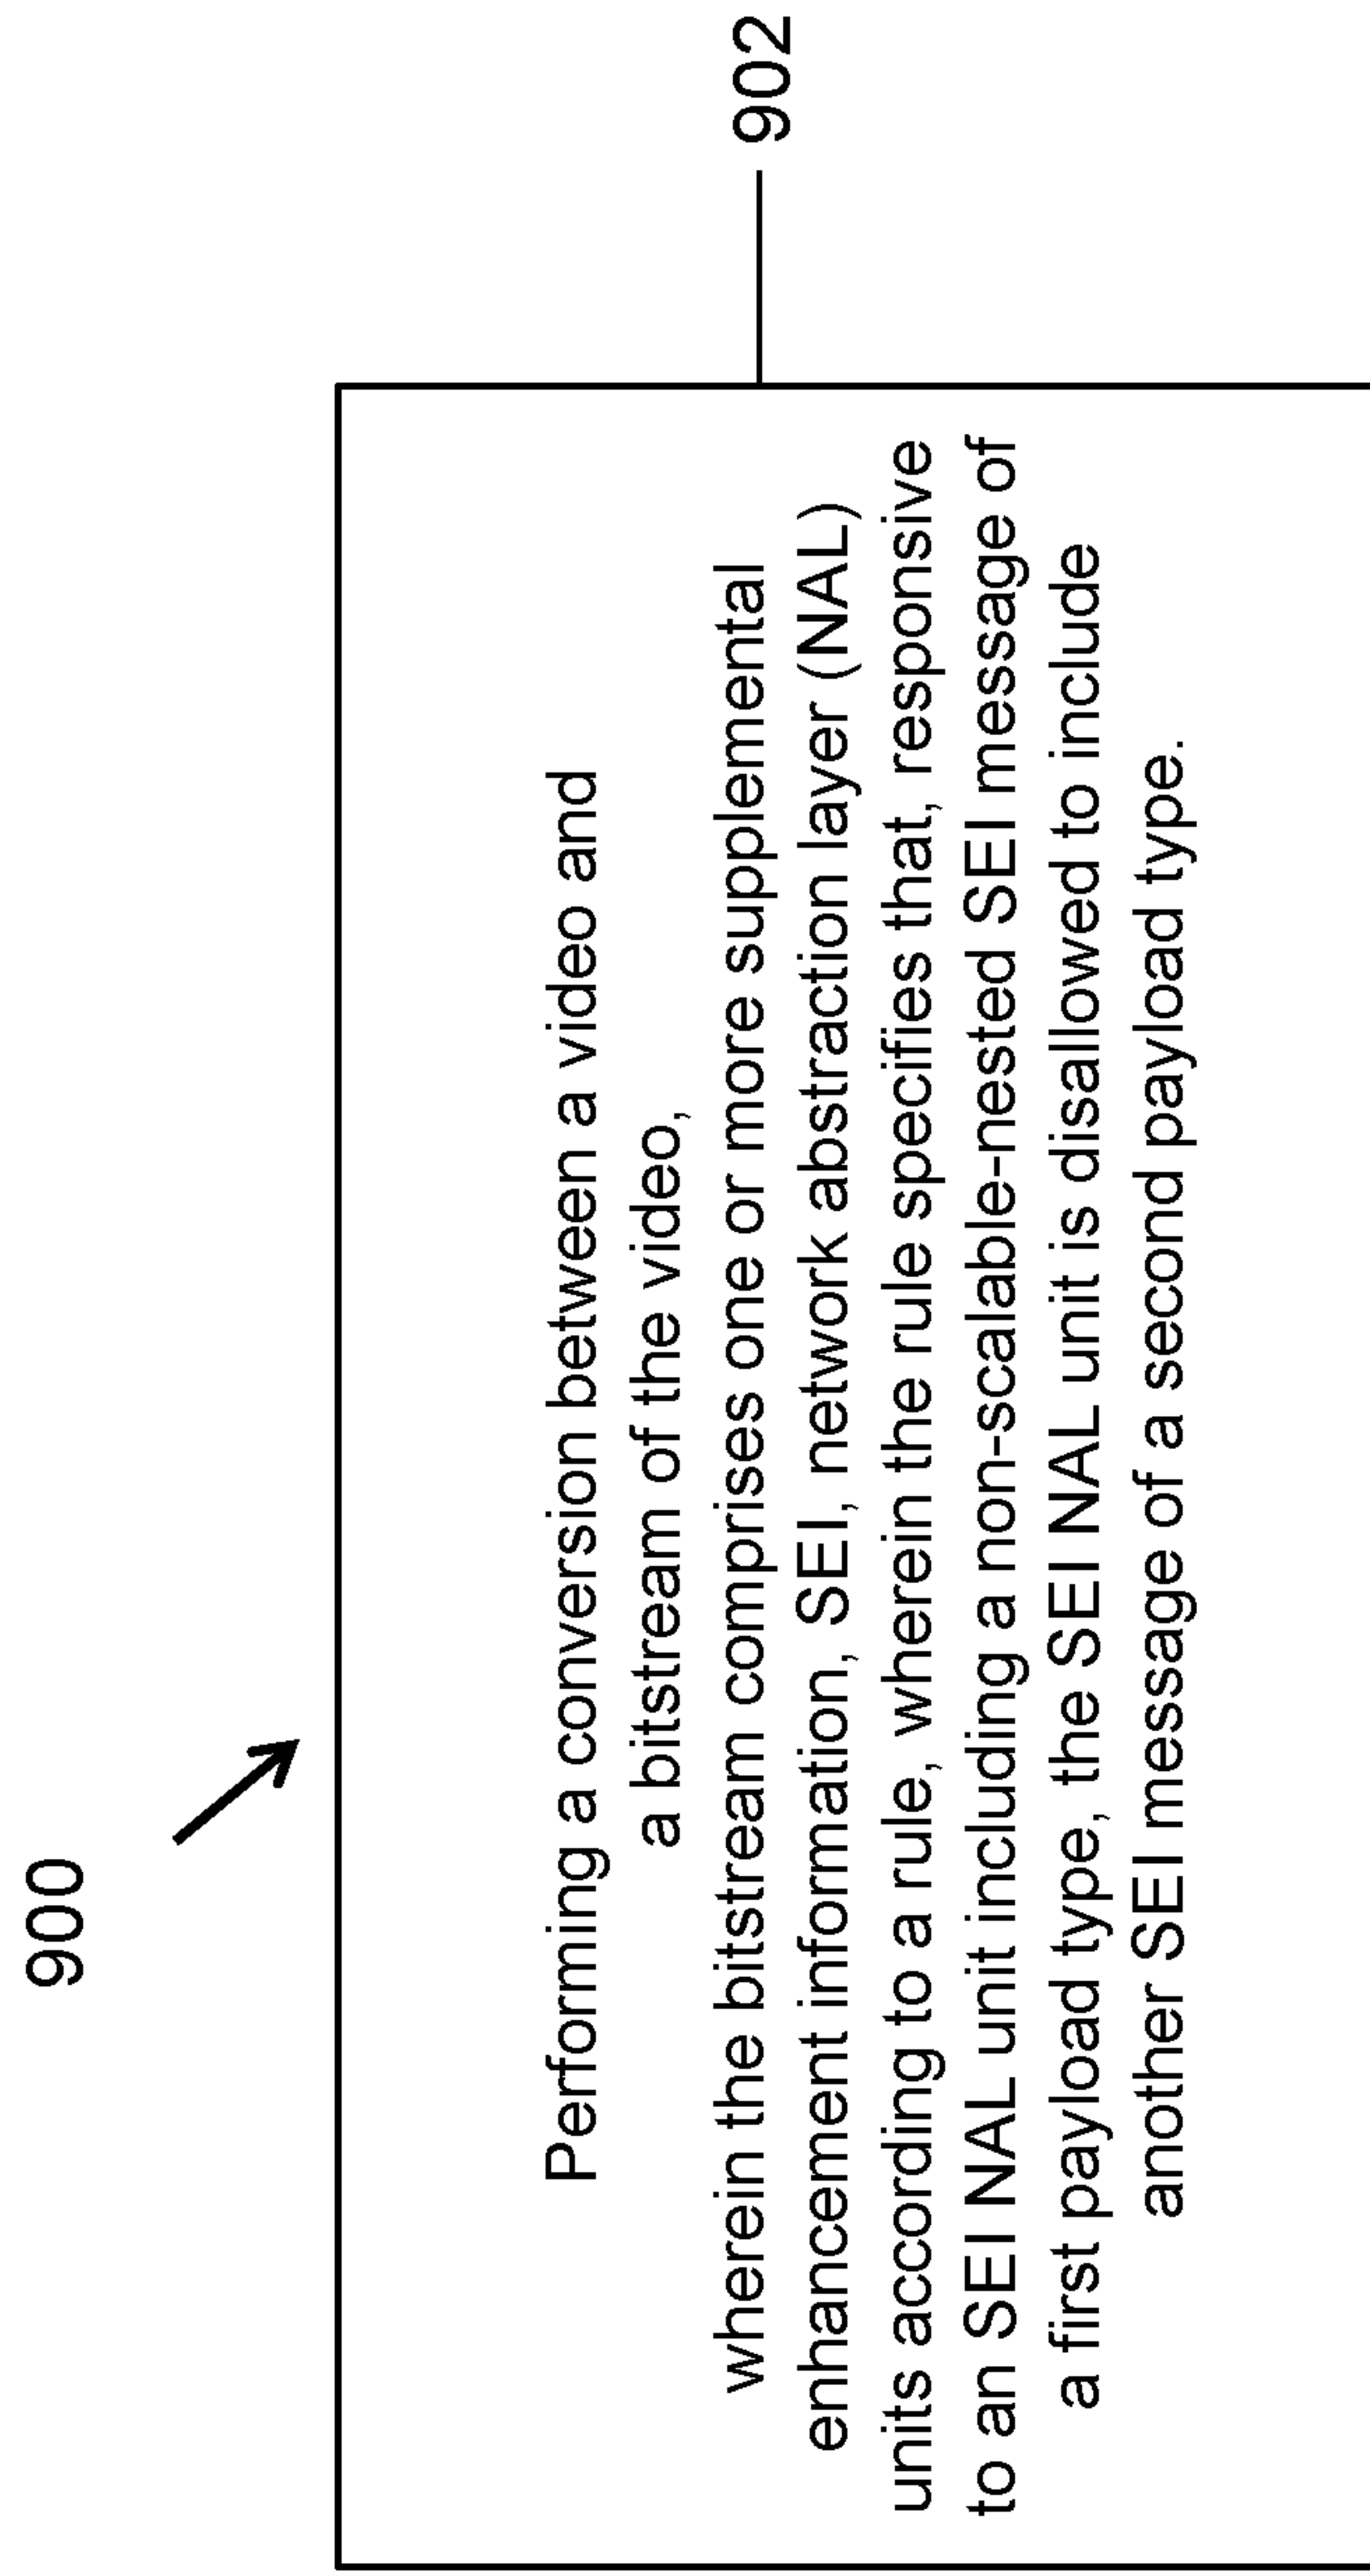 900
Performing a conversion between a video and
a bitstream of the video,
wherein the bitstream comprises one or more supplemental
enhancement information, SEI, network abstraction layer (NAL)
units according to a rule, wherein the rule specifies that, responsive
to an SEI NAL unit including a non-scalable-nested SEI message of
a first payload type, the SEI NAL unit is disallowed to include
another SEI message of a second payload type.
902